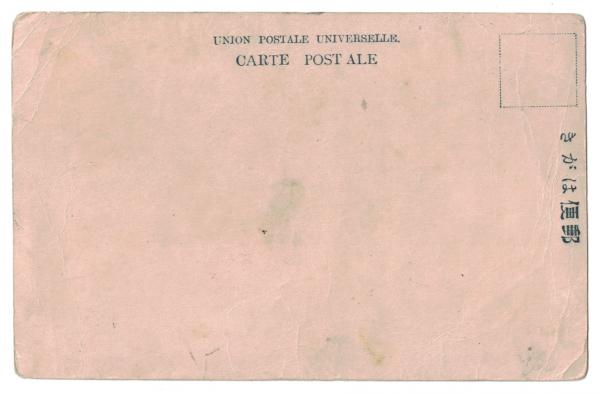 UNION POSTALE UNIVERSELLE.
CARTE POSTALE
郵便はがき